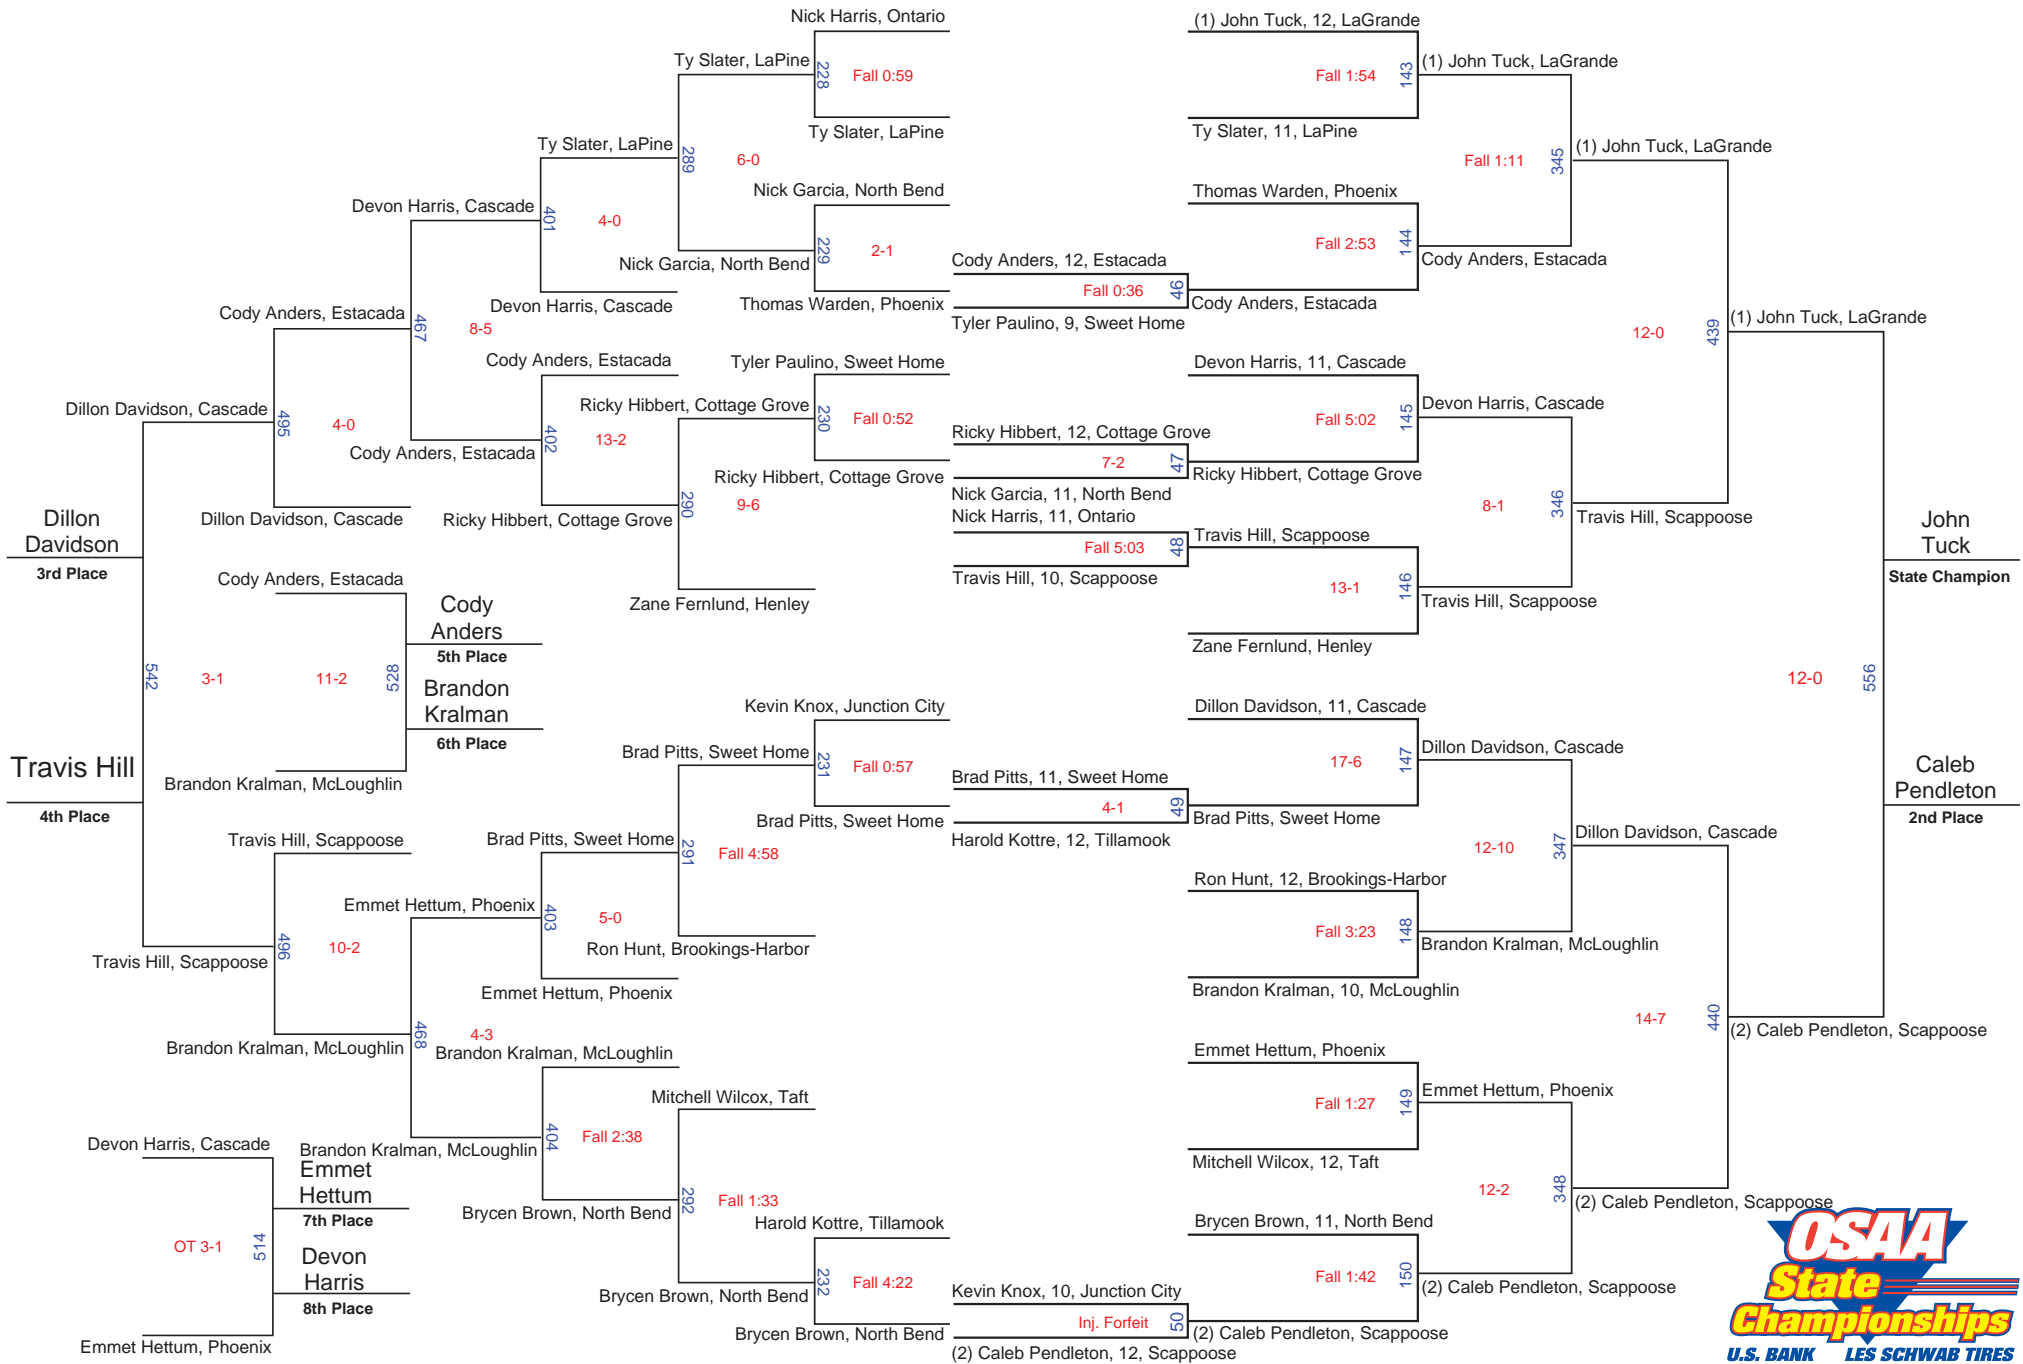 Nick Harris, Ontario
(1) John Tuck, 12, LaGrande
Ty Slater, LaPine
228
Fall 0:59
Fall 1:54
143
(1) John Tuck, LaGrande
Ty Slater, LaPine
Ty Slater, 11, LaPine
Ty Slater, LaPine
289
6-0
Fall 1:11
345
(1) John Tuck, LaGrande
Nick Garcia, North Bend
Thomas Warden, Phoenix
Devon Harris, Cascade
401
4-0
229
2-1
Fall 2:53
144
Nick Garcia, North Bend
Cody Anders, 12, Estacada
Cody Anders, Estacada
Devon Harris, Cascade
Thomas Warden, Phoenix
Fall 0:36
46
Cody Anders, Estacada
Cody Anders, Estacada
467
8-5
Tyler Paulino, 9, Sweet Home
12-0
439
(1) John Tuck, LaGrande
Cody Anders, Estacada
Tyler Paulino, Sweet Home
Devon Harris, 11, Cascade
Dillon Davidson, Cascade
495
4-0
Ricky Hibbert, Cottage Grove
230
Fall 0:52
Fall 5:02
145
Devon Harris, Cascade
Cody Anders, Estacada
402
13-2
Ricky Hibbert, 12, Cottage Grove
7-2
47
Ricky Hibbert, Cottage Grove
Ricky Hibbert, Cottage Grove
Nick Garcia, 11, North Bend
Dillon Davidson, Cascade
Ricky Hibbert, Cottage Grove
290
9-6
Nick Harris, 11, Ontario
8-1
346
Travis Hill, Scappoose
Dillon
Davidson
3rd Place
Fall 5:03
48
Travis Hill, Scappoose
John
Tuck
State Champion
Cody Anders, Estacada
Travis Hill, 10, Scappoose
13-1
146
Travis Hill, Scappoose
Cody
Anders
5th Place
Zane Fernlund, Henley
Zane Fernlund, Henley
542
3-1
11-2
528
12-0
556
Brandon
Kralman
6th Place
Kevin Knox, Junction City
Dillon Davidson, 11, Cascade
Travis Hill
4th Place
Brandon Kralman, McLoughlin
Brad Pitts, Sweet Home
231
Fall 0:57
Brad Pitts, 11, Sweet Home
17-6
147
Dillon Davidson, Cascade
Caleb
Pendleton
2nd Place
4-1
49
Brad Pitts, Sweet Home
Brad Pitts, Sweet Home
Harold Kottre, 12, Tillamook
Travis Hill, Scappoose
Brad Pitts, Sweet Home
291
Fall 4:58
12-10
347
Dillon Davidson, Cascade
Ron Hunt, 12, Brookings-Harbor
Emmet Hettum, Phoenix
403
5-0
Fall 3:23
148
Brandon Kralman, McLoughlin
Travis Hill, Scappoose
496
10-2
Ron Hunt, Brookings-Harbor
Emmet Hettum, Phoenix
Brandon Kralman, 10, McLoughlin
Brandon Kralman, McLoughlin
468
4-3
14-7
440
(2) Caleb Pendleton, Scappoose
Brandon Kralman, McLoughlin
Emmet Hettum, Phoenix
Mitchell Wilcox, Taft
Fall 1:27
149
Emmet Hettum, Phoenix
Devon Harris, Cascade
Brandon Kralman, McLoughlin
404
Fall 2:38
Mitchell Wilcox, 12, Taft
Emmet
Hettum
7th Place
Brycen Brown, North Bend
292
Fall 1:33
12-2
348
(2) Caleb Pendleton, Scappoose
Harold Kottre, Tillamook
Brycen Brown, 11, North Bend
OT 3-1
514
Devon
Harris
8th Place
Brycen Brown, North Bend
232
Fall 4:22
Fall 1:42
150
(2) Caleb Pendleton, Scappoose
Kevin Knox, 10, Junction City
Inj. Forfeit
50
(2) Caleb Pendleton, Scappoose
Brycen Brown, North Bend
(2) Caleb Pendleton, 12, Scappoose
Emmet Hettum, Phoenix
OSAA
State
Championships
U.S. BANK LES SCHWAB TIRES